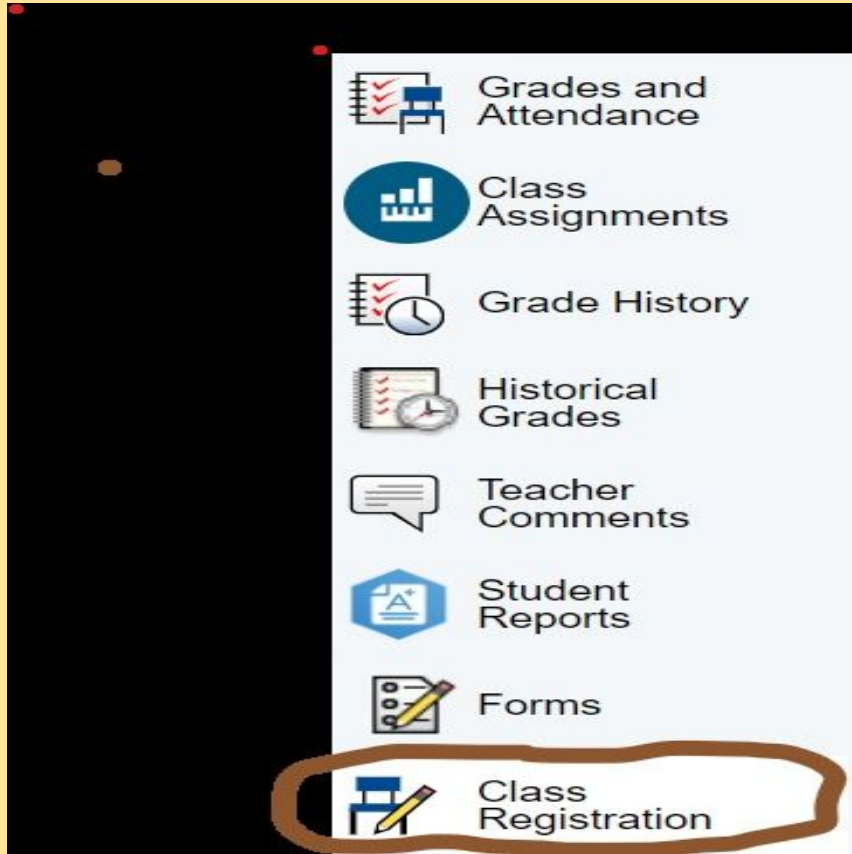 Grades and
Attendance
Class
Assignments
Grade History
Historical
Grades
Teacher
Comments
Student
Reports
Forms
Class
Registration